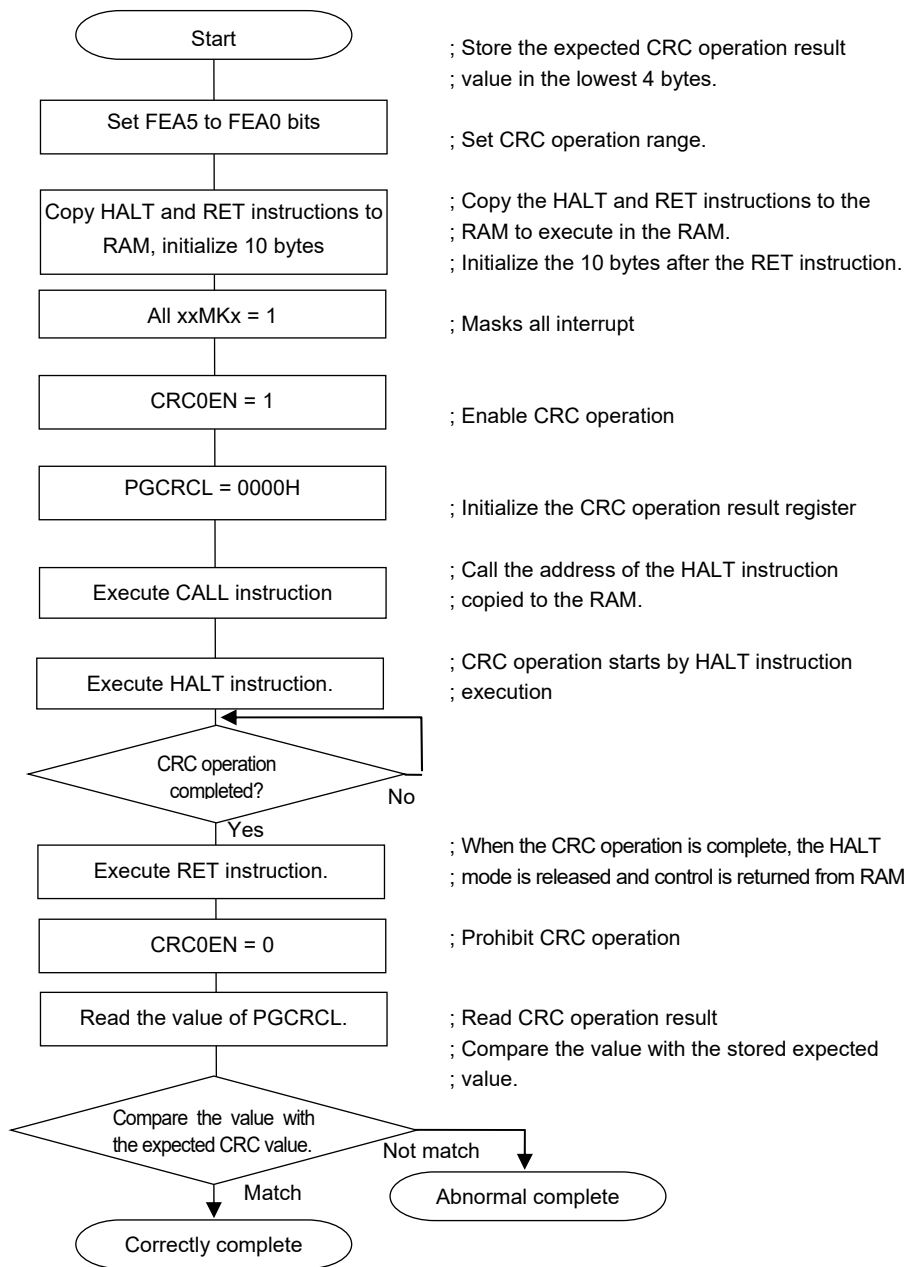 Start
; Store the expected CRC operation result
; value in the lowest 4 bytes.
Set FEA5 to FEA0 bits
; Set CRC operation range.
Copy HALT and RET instructions to
RAM, initialize 10 bytes
; Copy the HALT and RET instructions to the
; RAM to execute in the RAM.
; Initialize the 10 bytes after the RET instruction.
All xxMKx = 1
; Masks all interrupt
CRC0EN = 1
; Enable CRC operation
PGCRCL = 0000H
; Initialize the CRC operation result register
Execute CALL instruction
; Call the address of the HALT instruction
; copied to the RAM.
Execute HALT instruction.
; CRC operation starts by HALT instruction
; execution
CRC operation
completed?
No
Yes
Execute RET instruction.
; When the CRC operation is complete, the HALT
; mode is released and control is returned from RAM
CRC0EN = 0
; Prohibit CRC operation
Read the value of PGCRCL.
; Read CRC operation result
; Compare the value with the stored expected
; value.
Compare the value with
the expected CRC value.
Not match
Match
Abnormal complete
Correctly complete